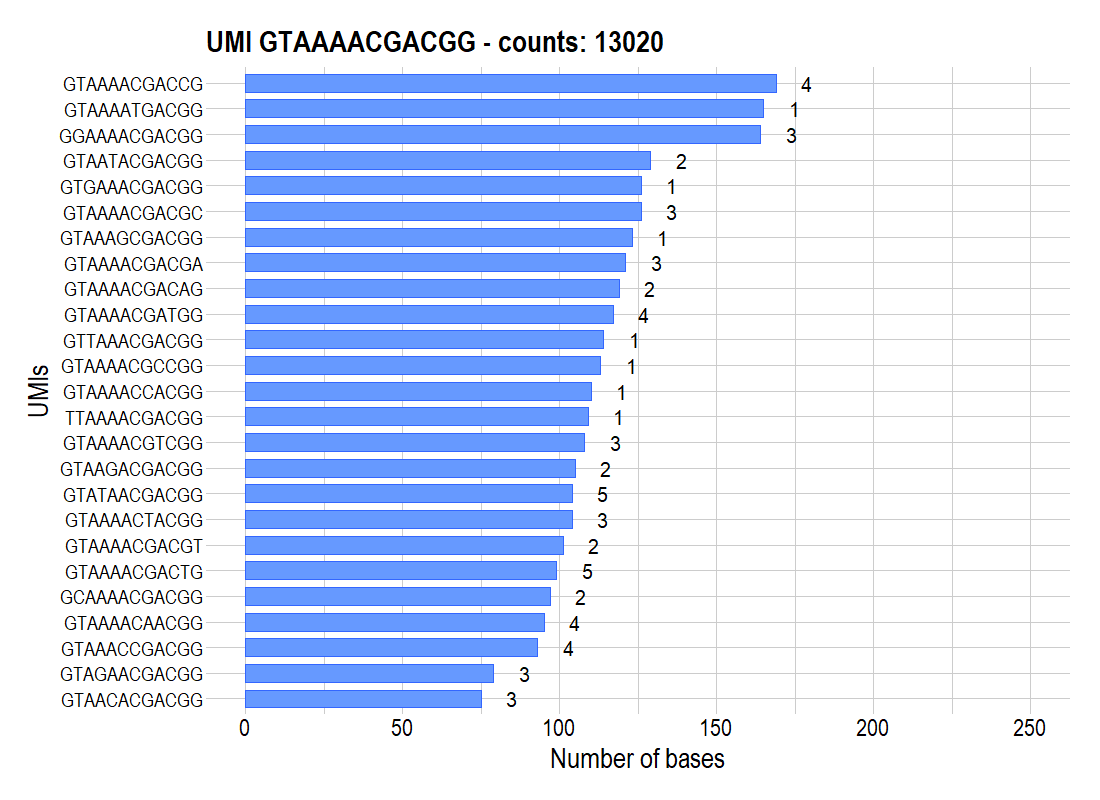 UMI GTAAAACGACGG - counts: 13020
GTAAAACGACCG 4
GTAAAATGACGG 1
GGAAAACGACGG 3
GTAATACGACGG 2
GTGAAACGACGG 1
GTAAAACGACGC 3
GTAAAGCGACGG 1
GTAAAACGACGA 3
GTAAAACGACAG 2
GTAAAACGATGG 4
GTTAAACGACGG 1
GTAAAACGCCGG 1
GTAAAACCACGG 1
TTAAAACGACGG 1
GTAAAACGTCGG 3
GTAAGACGACGG 2
GTATAACGACGG 5
GTAAAACTACGG 3
GTAAAACGACGT 2
GTAAAACGACTG 5
GCAAAACGACGG 2
GTAAAACAACGG 4
GTAAACCGACGG 4
GTAGAACGACGG 3
GTAACACGACGG 3
UMIs
0 50 100 150 200 250
Number of bases